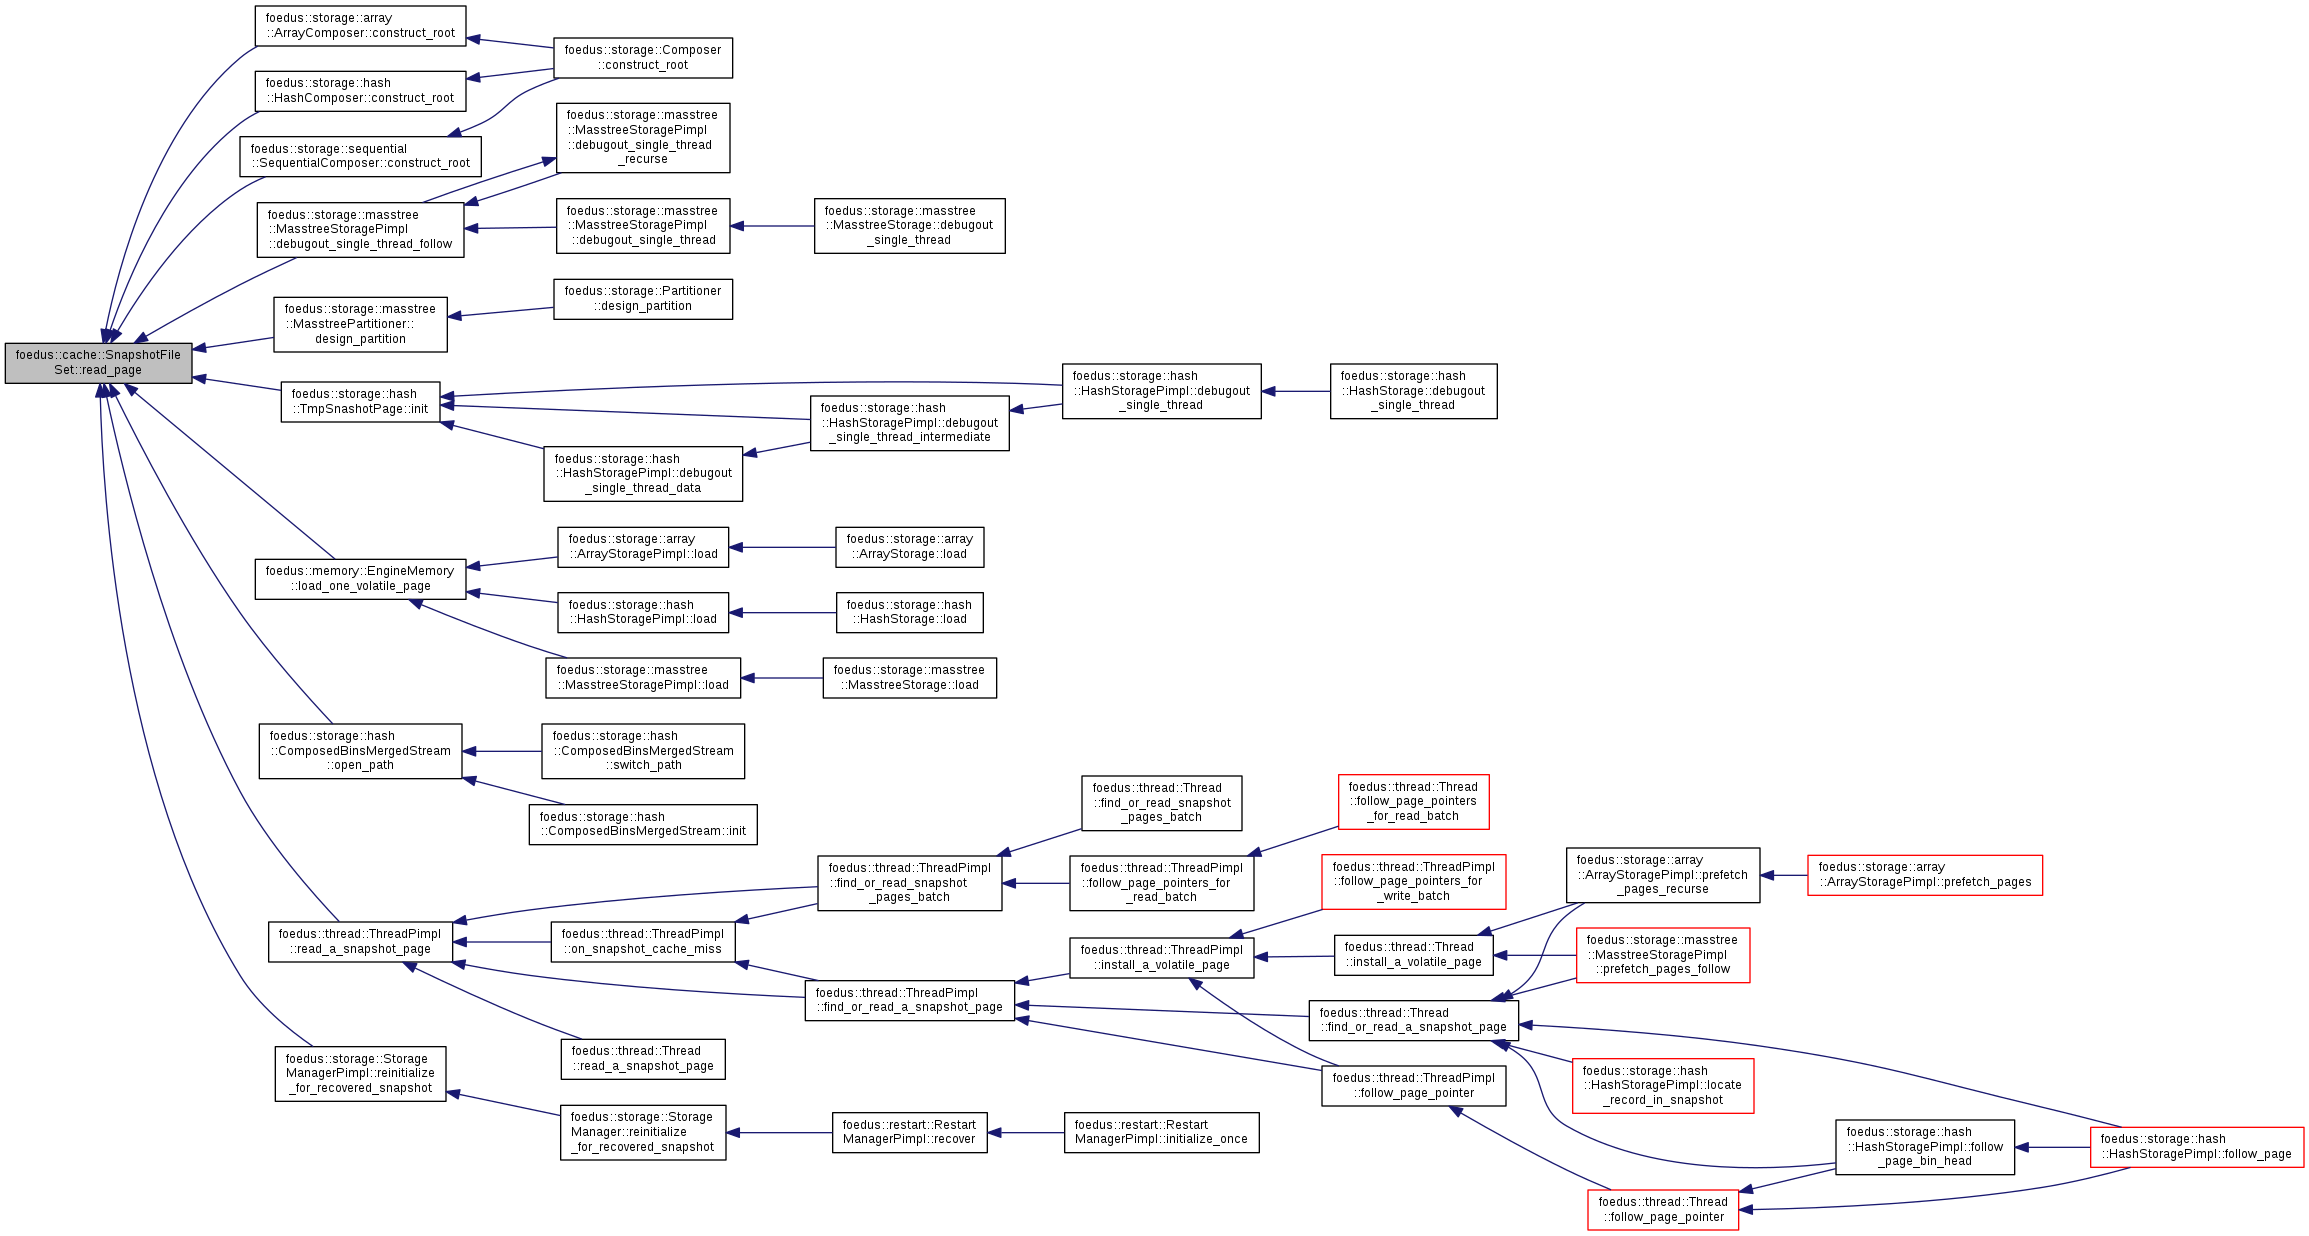 foedus::storage::array
::ArrayComposer::construct_root
foedus::storage::Composer
::construct_root
foedus::storage::hash
::HashComposer::construct_root
foedus::storage::sequential
::SequentialComposer::construct_root
foedus::storage::masstree
::MasstreeStoragePimpl
::debugout_single_thread
_recurse
foedus::storage::masstree
::MasstreeStoragePimpl
::debugout_single_thread_follow
foedus::storage::masstree
::MasstreeStoragePimpl
::debugout_single_thread
foedus::storage::masstree
::MasstreeStorage::debugout
_single_thread
foedus::storage::masstree
::MasstreePartitioner::
design_partition
foedus::storage::Partitioner
::design_partition
foedus::cache::SnapshotFile
Set::read_page
foedus::storage::hash
::TmpSnashotPage::init
foedus::storage::hash
::HashStoragePimpl::debugout
_single_thread_data
foedus::storage::hash
::HashStoragePimpl::debugout
_single_thread_intermediate
foedus::storage::hash
::HashStoragePimpl::debugout
_single_thread
foedus::storage::hash
::HashStorage::debugout
_single_thread
foedus::memory::EngineMemory
::load_one_volatile_page
foedus::storage::array
::ArrayStoragePimpl::load
foedus::storage::array
::ArrayStorage::load
foedus::storage::hash
::HashStoragePimpl::load
foedus::storage::hash
::HashStorage::load
foedus::storage::masstree
::MasstreeStoragePimpl::load
foedus::storage::masstree
::MasstreeStorage::load
foedus::storage::hash
::ComposedBinsMergedStream
::open_path
foedus::storage::hash
::ComposedBinsMergedStream
::switch_path
foedus::storage::hash
::ComposedBinsMergedStream::init
foedus::thread::ThreadPimpl
::read_a_snapshot_page
foedus::thread::ThreadPimpl
::on_snapshot_cache_miss
foedus::thread::Thread
::read_a_snapshot_page
foedus::thread::ThreadPimpl
::find_or_read_snapshot
_pages_batch
foedus::thread::ThreadPimpl
::find_or_read_a_snapshot_page
foedus::thread::Thread
::find_or_read_snapshot
_pages_batch
foedus::thread::ThreadPimpl
::follow_page_pointers_for
_read_batch
foedus::thread::Thread
::follow_page_pointers
_for_read_batch
foedus::thread::ThreadPimpl
::follow_page_pointers_for
_write_batch
foedus::thread::ThreadPimpl
::install_a_volatile_page
foedus::thread::Thread
::install_a_volatile_page
foedus::storage::array
::ArrayStoragePimpl::prefetch
_pages_recurse
foedus::storage::array
::ArrayStoragePimpl::prefetch_pages
foedus::storage::masstree
::MasstreeStoragePimpl
::prefetch_pages_follow
foedus::thread::Thread
::find_or_read_a_snapshot_page
foedus::storage::hash
::HashStoragePimpl::locate
_record_in_snapshot
foedus::thread::ThreadPimpl
::follow_page_pointer
foedus::storage::hash
::HashStoragePimpl::follow
_page_bin_head
foedus::storage::hash
::HashStoragePimpl::follow_page
foedus::thread::Thread
::follow_page_pointer
foedus::storage::Storage
ManagerPimpl::reinitialize
_for_recovered_snapshot
foedus::storage::Storage
Manager::reinitialize
_for_recovered_snapshot
foedus::restart::Restart
ManagerPimpl::recover
foedus::restart::Restart
ManagerPimpl::initialize_once